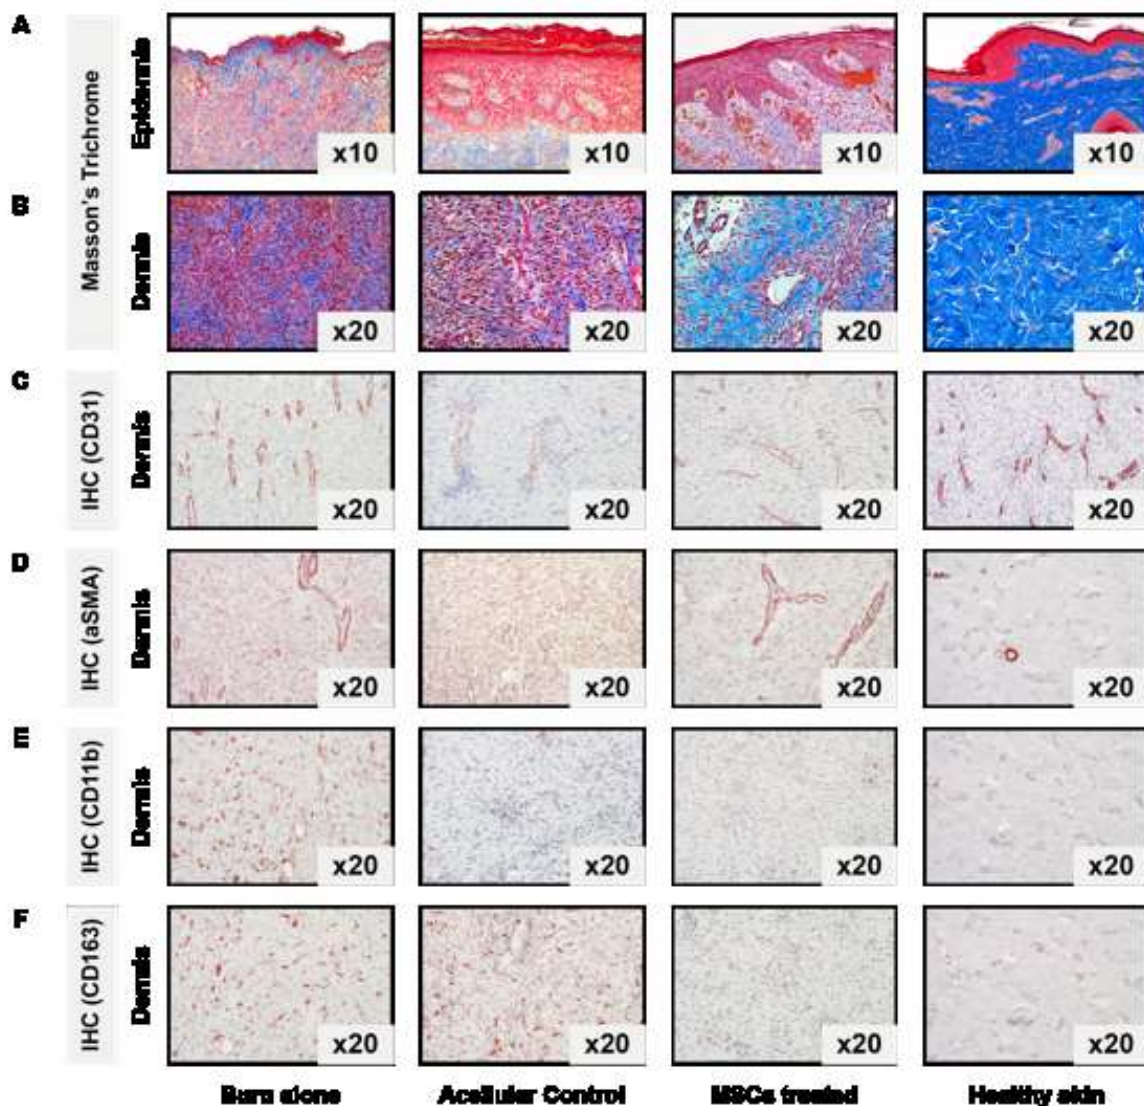 A
Masson's Trichrome
Epidermis
x10
x10
x10
x10
B
Dermis
x20
x20
x20
x20
C
IHC (CD31)
Dermis
x20
x20
x20
x20
D
IHC (aSMA)
Dermis
x20
x20
x20
x20
E
IHC (CD11b)
Dermis
x20
x20
x20
x20
F
IHC (CD163)
Dermis
x20
x20
x20
x20
Burn alone
Acellular Control
MSCs treated
Healthy skin